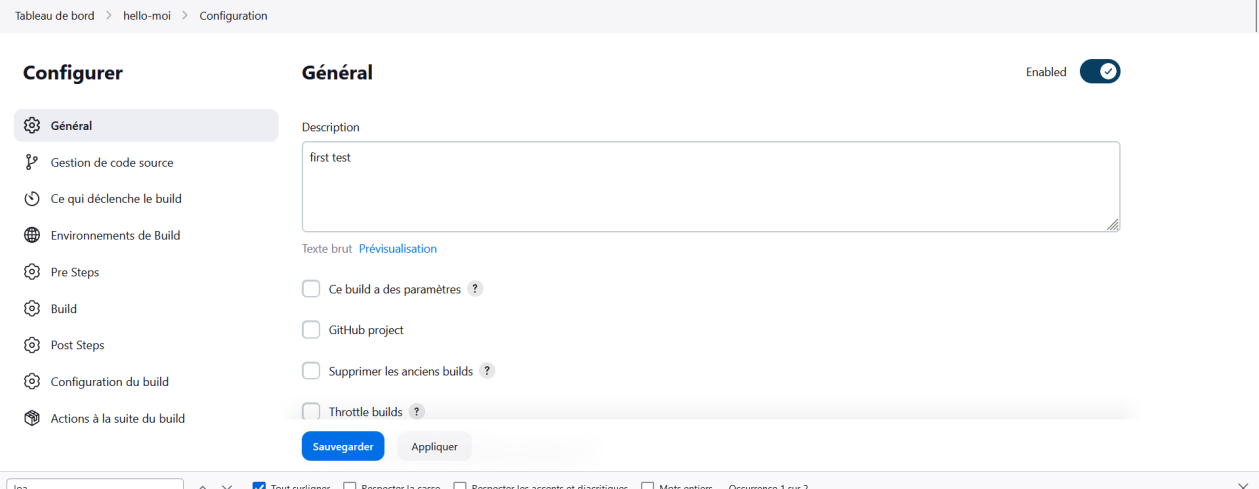 Tableau de bord > hello-moi > Configuration
Configurer
Général
Gestion de code source
Ce qui déclenche le build
Environnements de Build
Pre Steps
Build
Post Steps
Configuration du build
Actions à la suite du build
Général
Enabled
Description
first test
Texte brut Prévisualisation
Ce build a des paramètres ?
GitHub project
Supprimer les anciens builds ?
Throttle builds ?
Sauvegarder Appliquer
Tout surligner Respecter la casse Respecter les accents et diacritiques Mots entiers Occurrence 1 sur 2